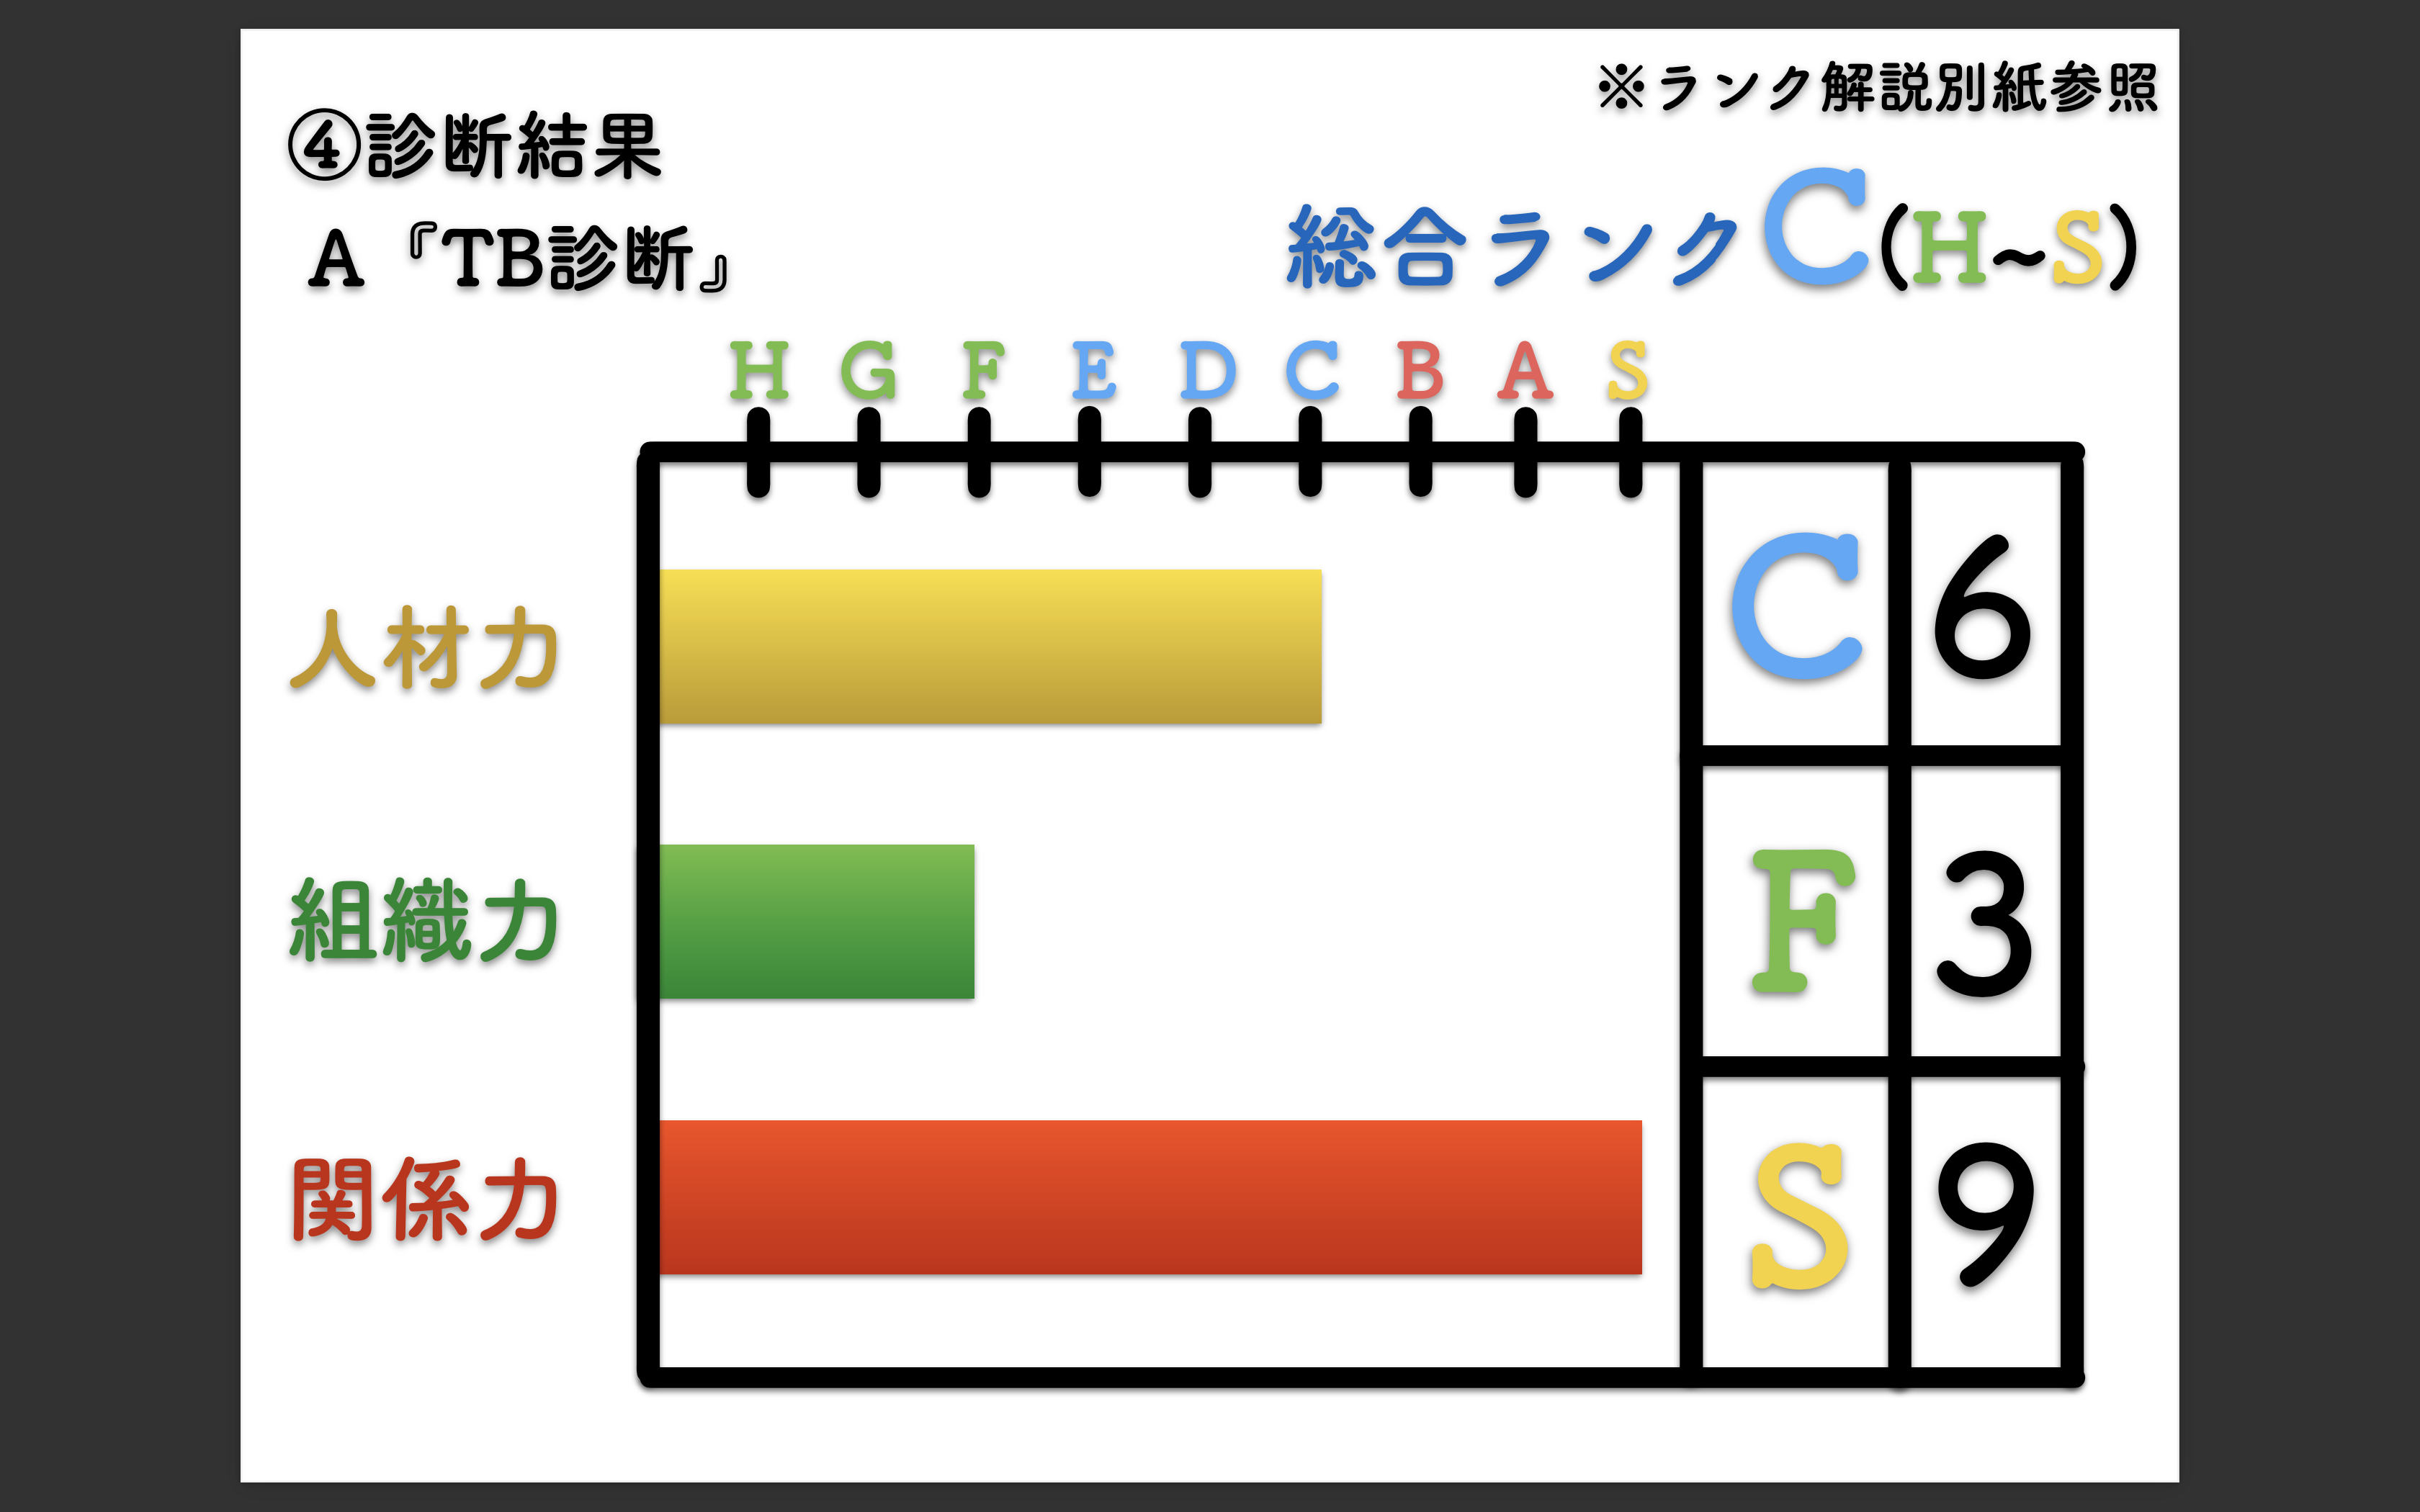 ※ランク解説別紙参照
④診断結果
A『TB診断』
総合ランクC(H~S)
H G F E D C B A S
人材力 C 6
組織力 F 3
関係力 S 9